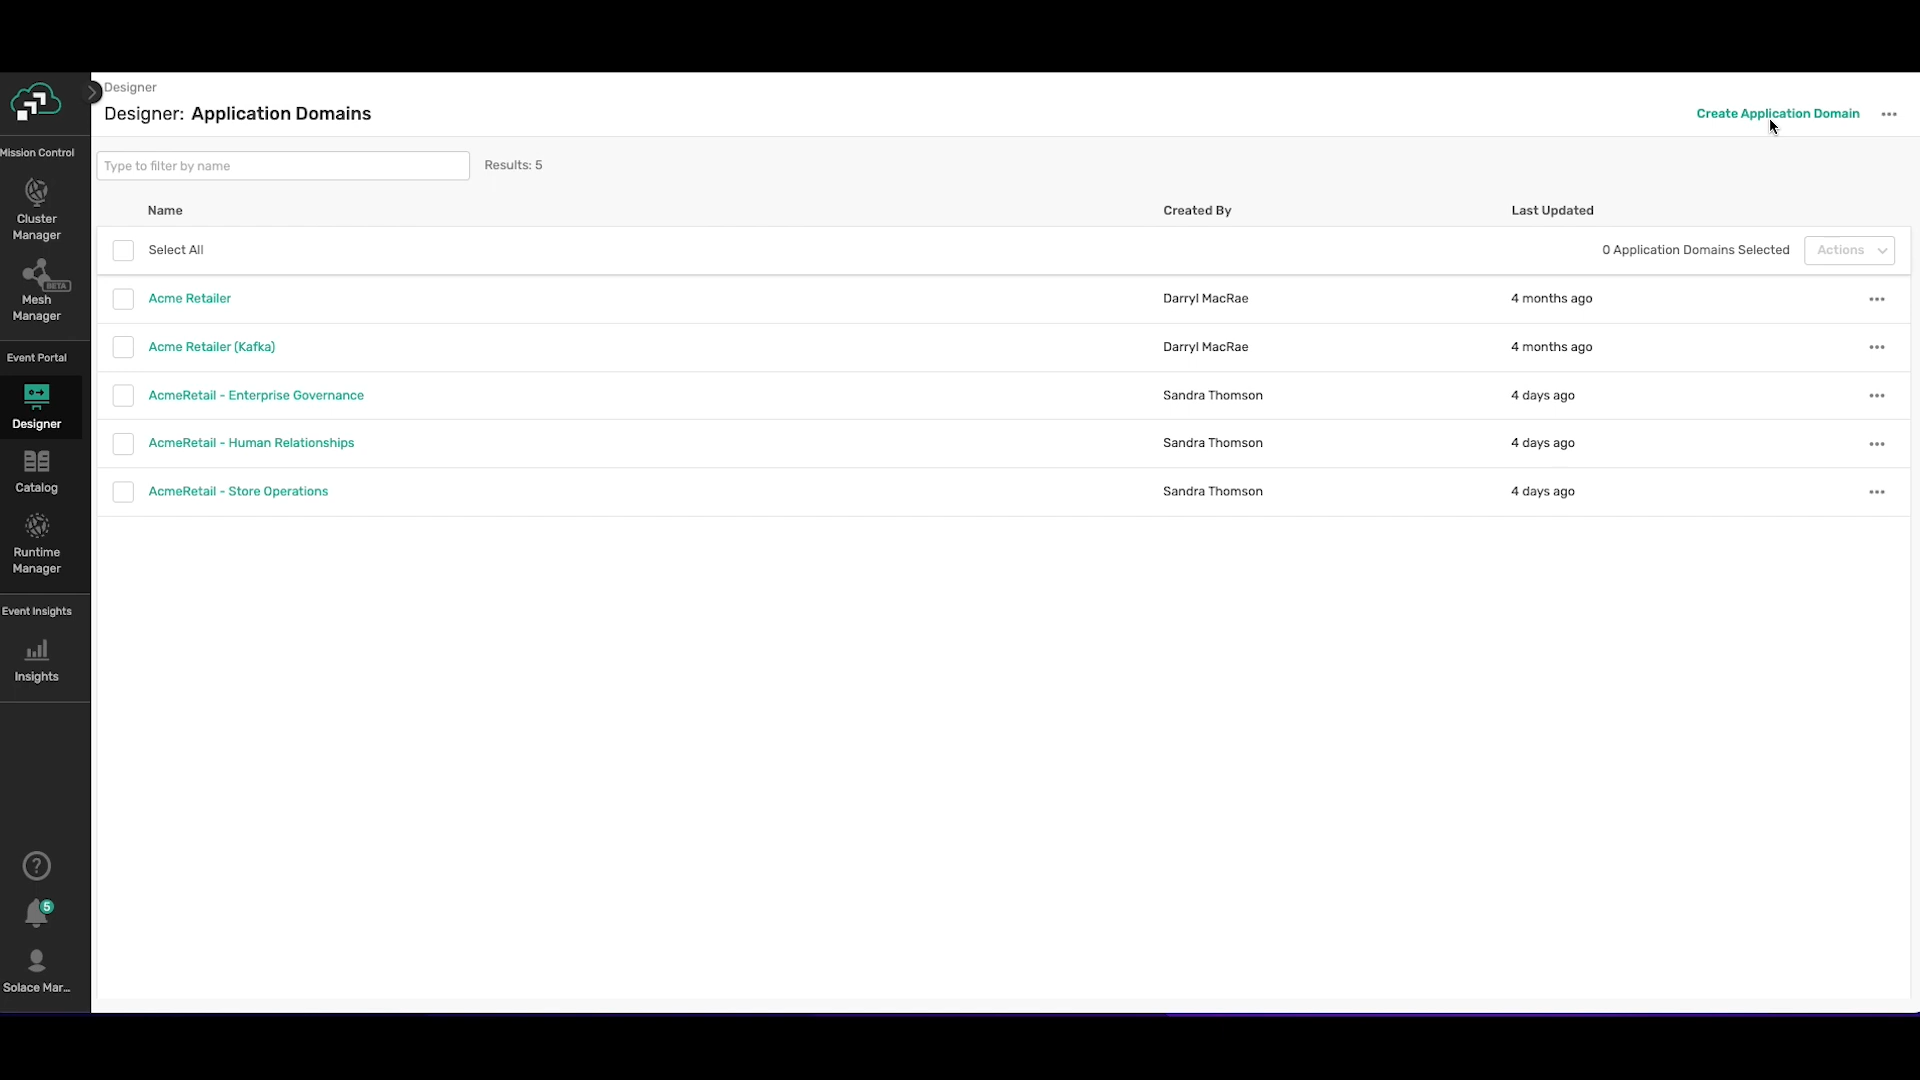 Designer
Designer: Application Domains
Create Application Domain
Mission Control
Type to filter by name
Results: 5
Cluster
Manager
Name
Created By
Last Updated
Select All
0 Application Domains Selected
Actions
BETA
Mesh
Manager
Acme Retailer
Darryl MacRae
4 months ago
Acme Retailer (Kafka)
Darryl MacRae
4 months ago
Event Portal
AcmeRetail - Enterprise Governance
Sandra Thomson
4 days ago
Designer
AcmeRetail - Human Relationships
Sandra Thomson
4 days ago
Catalog
AcmeRetail - Store Operations
Sandra Thomson
4 days ago
Runtime
Manager
Event Insights
Insights
?
5
Solace Mar...